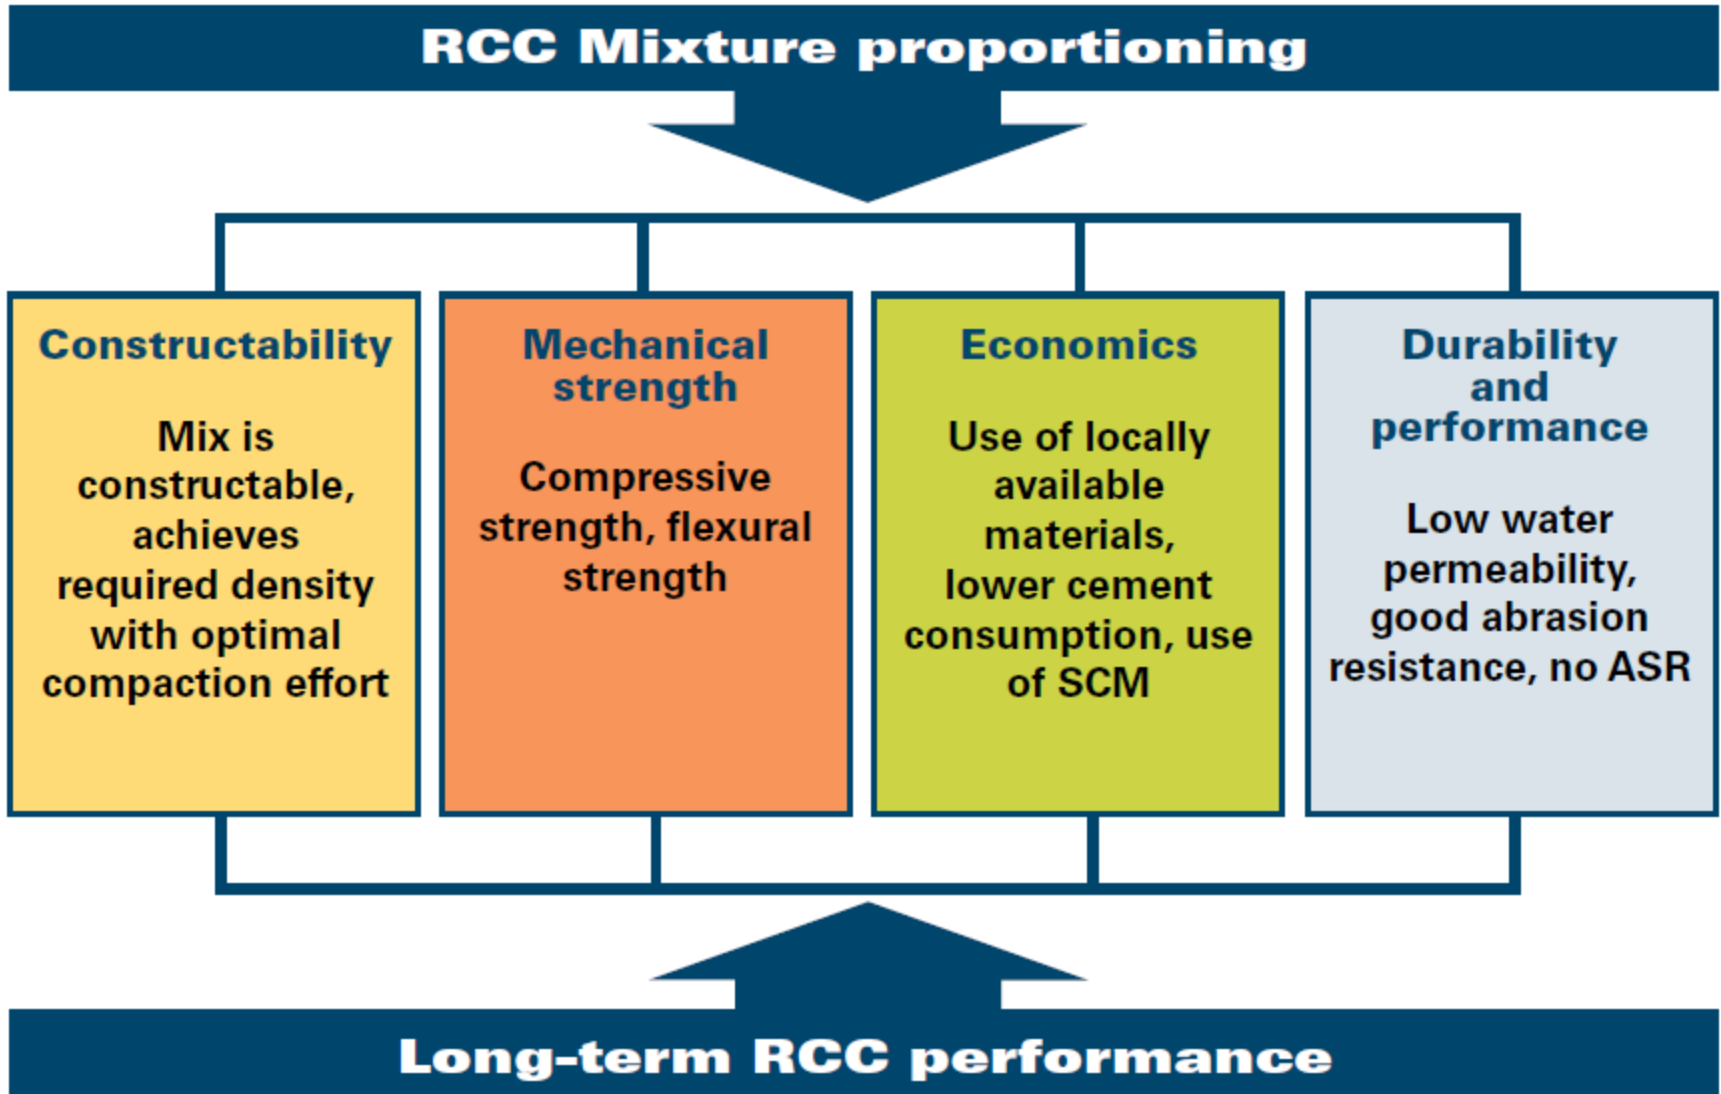 RCC Mixture proportioning
Constructability
Mix is
constructable,
achieves
required density
with optimal
compaction effort
Mechanical
strength
Compressive
strength, flexural
strength
Economics
Use of locally
available
materials,
lower cement
consumption, use
of SCM
Durability
and
performance
Low water
permeability,
good abrasion
resistance, no ASR
Long-term RCC performance